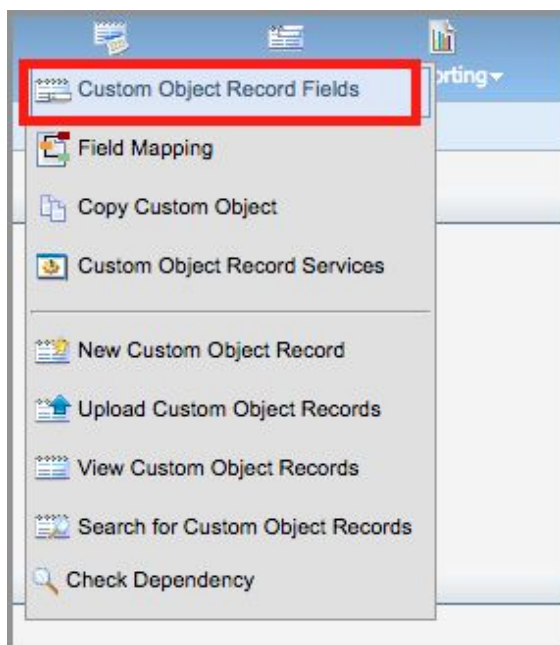 orting
Custom Object Record Fields
Field Mapping
Copy Custom Object
Custom Object Record Services
New Custom Object Record
Upload Custom Object Records
View Custom Object Records
Search for Custom Object Records
Check Dependency